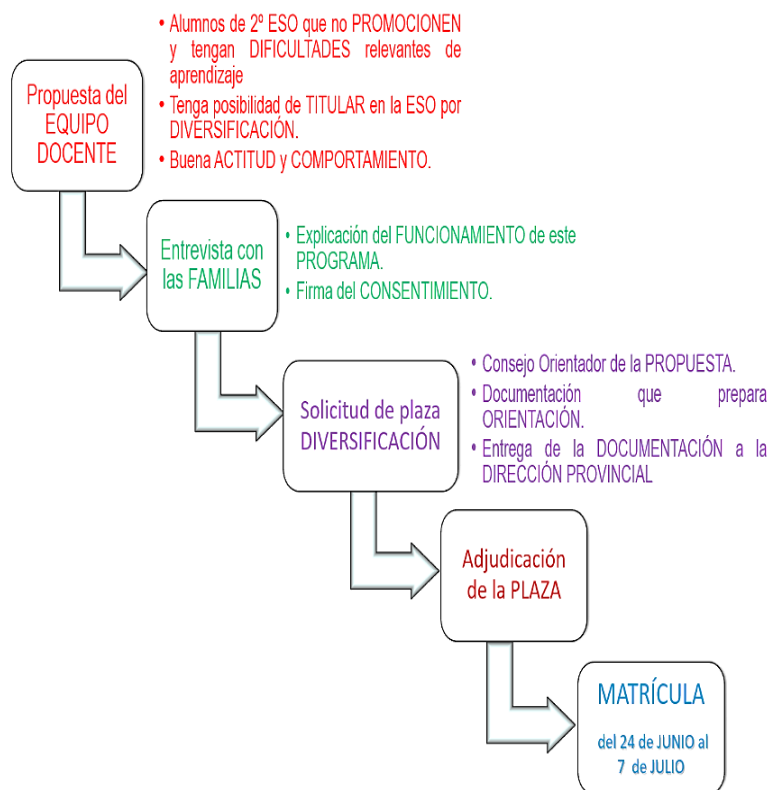 Propuesta del
EQUIPO
DOCENTE
• Alumnos de 2º ESO que no PROMOCIONEN
y tengan DIFICULTADES relevantes de
aprendizaje
• Tenga posibilidad de TITULAR en la ESO por
DIVERSIFICACIÓN.
• Buena ACTITUD y COMPORTAMIENTO.
Entrevista con
las FAMILIAS
• Explicación del FUNCIONAMIENTO de este
PROGRAMA.
• Firma del CONSENTIMIENTO.
Solicitud de plaza
DIVERSIFICACIÓN
• Consejo Orientador de la PROPUESTA.
• Documentación que prepara
ORIENTACIÓN.
• Entrega de la DOCUMENTACIÓN a la
DIRECCIÓN PROVINCIAL
Adjudicación
de la PLAZA
MATRÍCULA
del 24 de JUNIO al
7 de JULIO